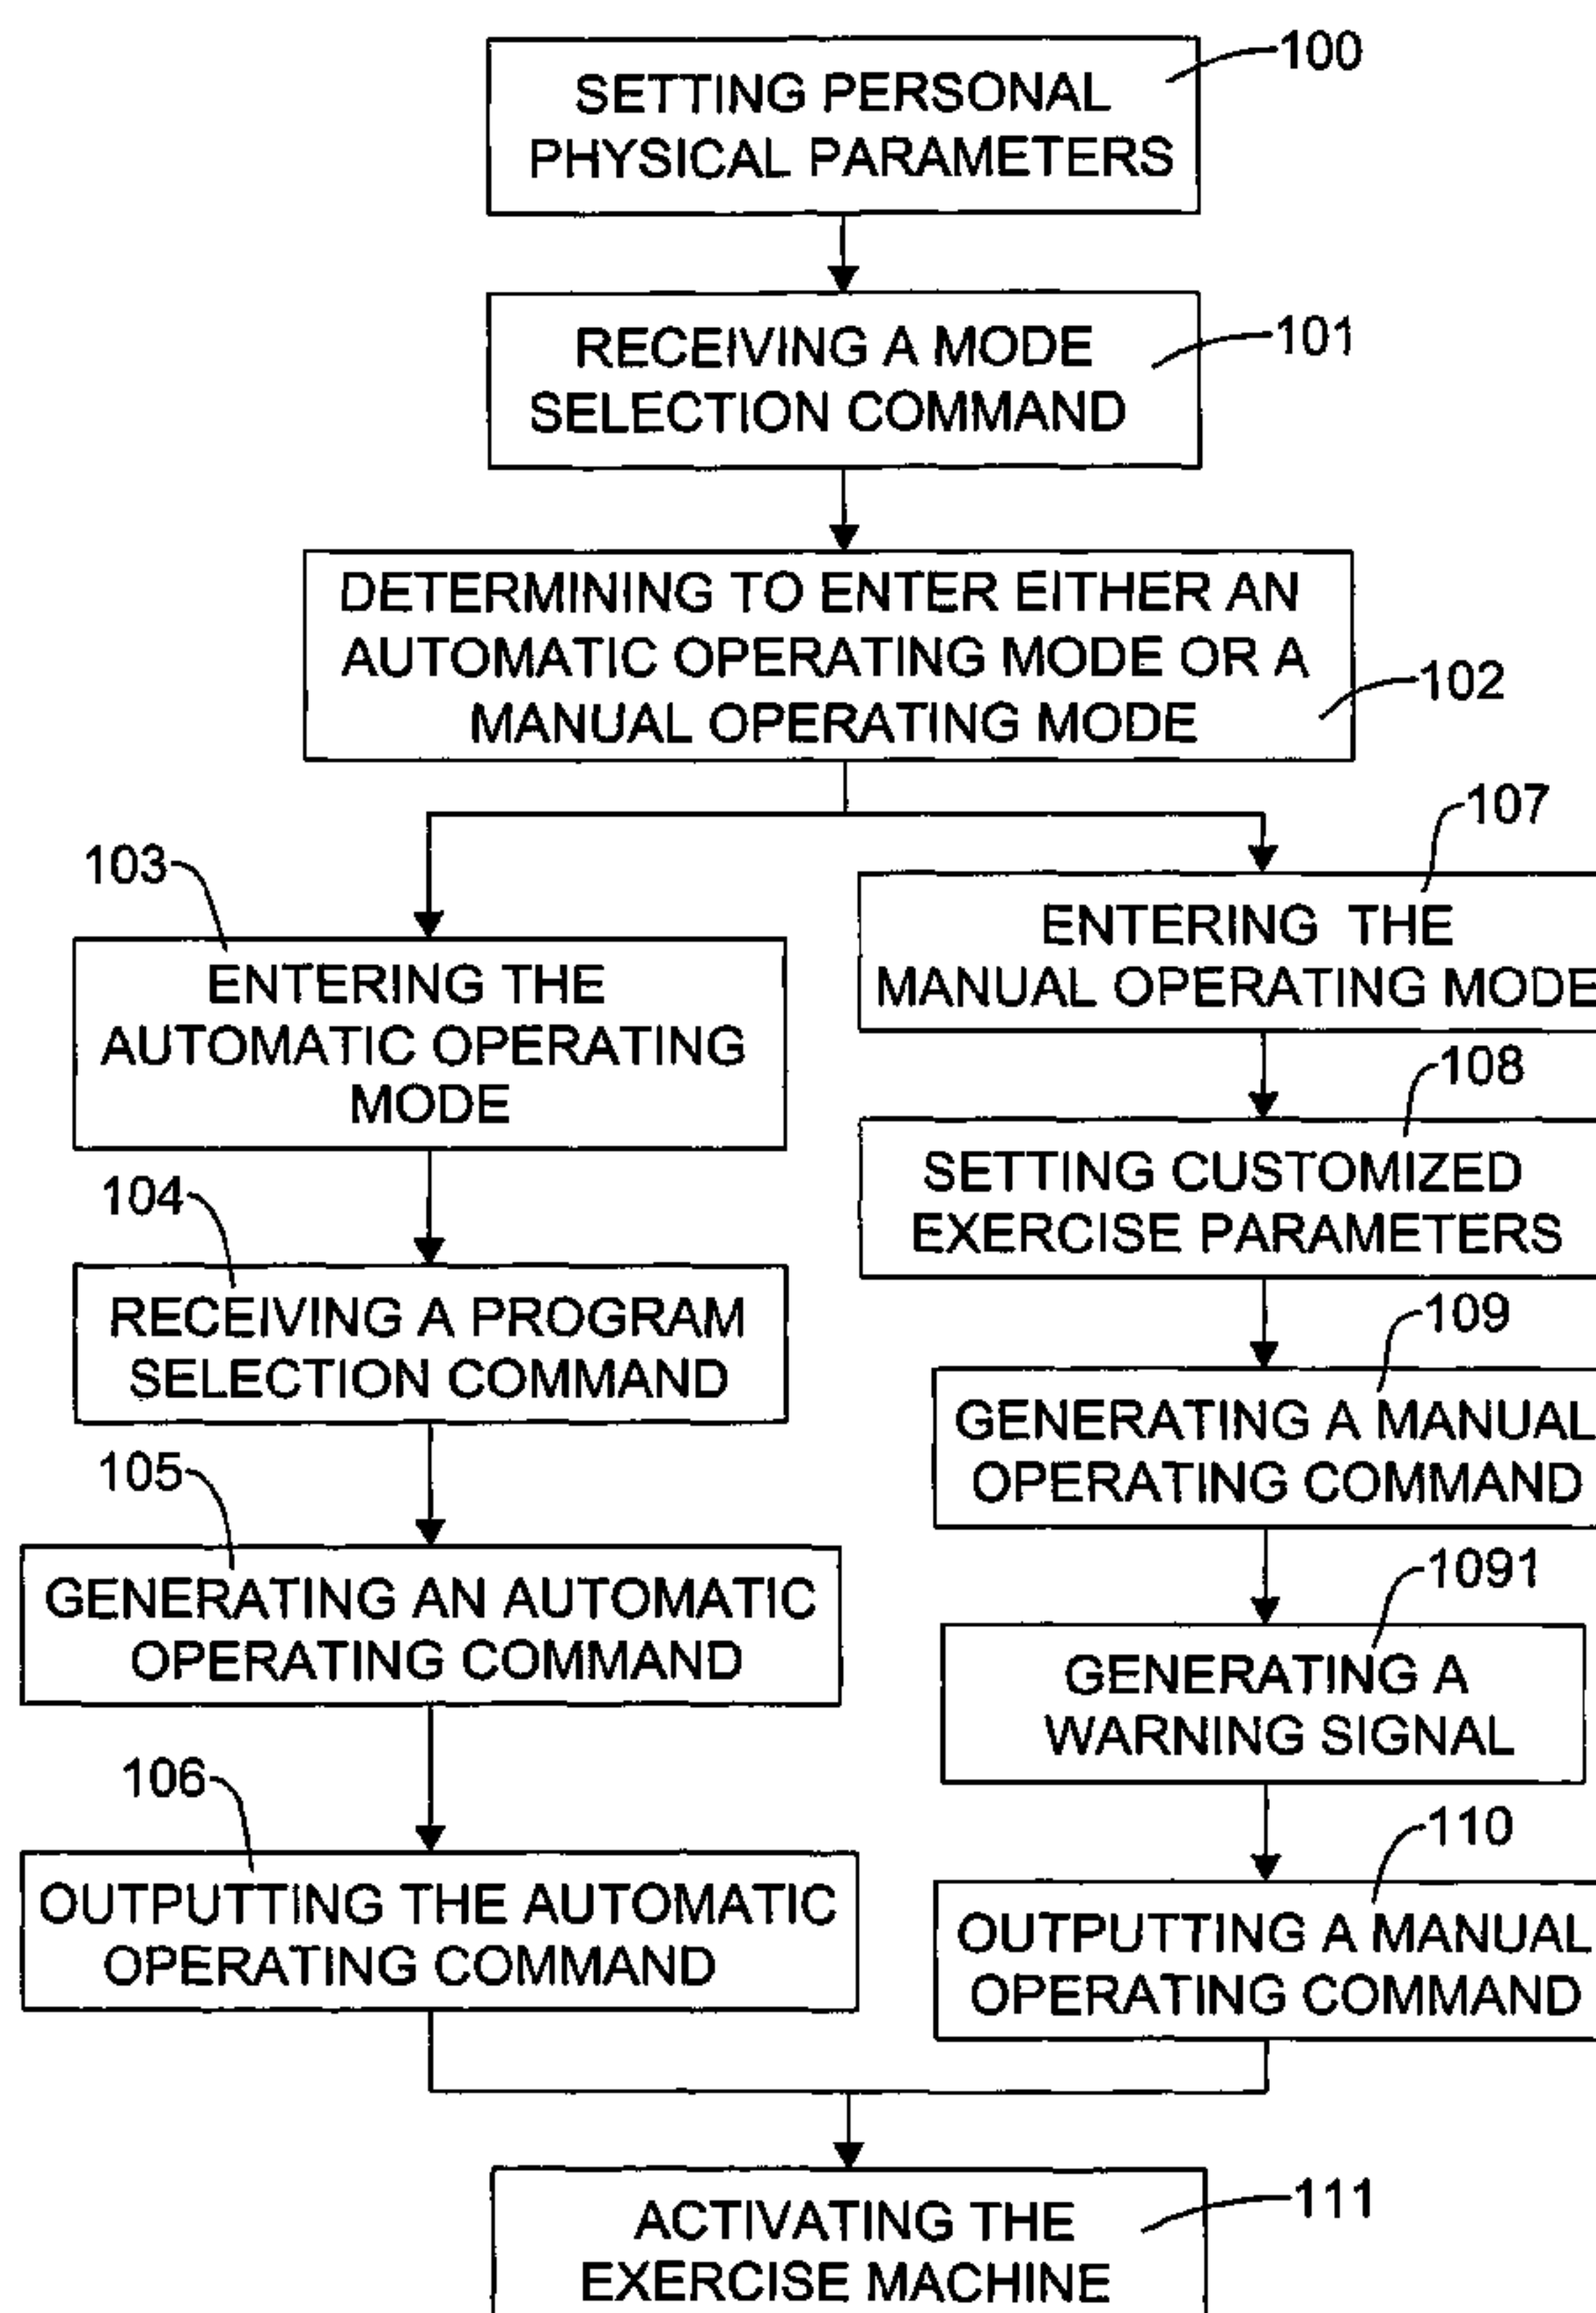 100
SETTING PERSONAL
PHYSICAL PARAMETERS
101
RECEIVING A MODE
SELECTION COMMAND
DETERMINING TO ENTER EITHER AN
AUTOMATIC OPERATING MODE OR A
MANUAL OPERATING MODE
102
103
ENTERING THE
AUTOMATIC OPERATING
MODE
104
RECEIVING A PROGRAM
SELECTION COMMAND
105
GENERATING AN AUTOMATIC
OPERATING COMMAND
106
OUTPUTTING THE AUTOMATIC
OPERATING COMMAND
107
ENTERING THE
MANUAL OPERATING MODE
108
SETTING CUSTOMIZED
EXERCISE PARAMETERS
109
GENERATING A MANUAL
OPERATING COMMAND
1091
GENERATING A
WARNING SIGNAL
110
OUTPUTTING A MANUAL
OPERATING COMMAND
111
ACTIVATING THE
EXERCISE MACHINE